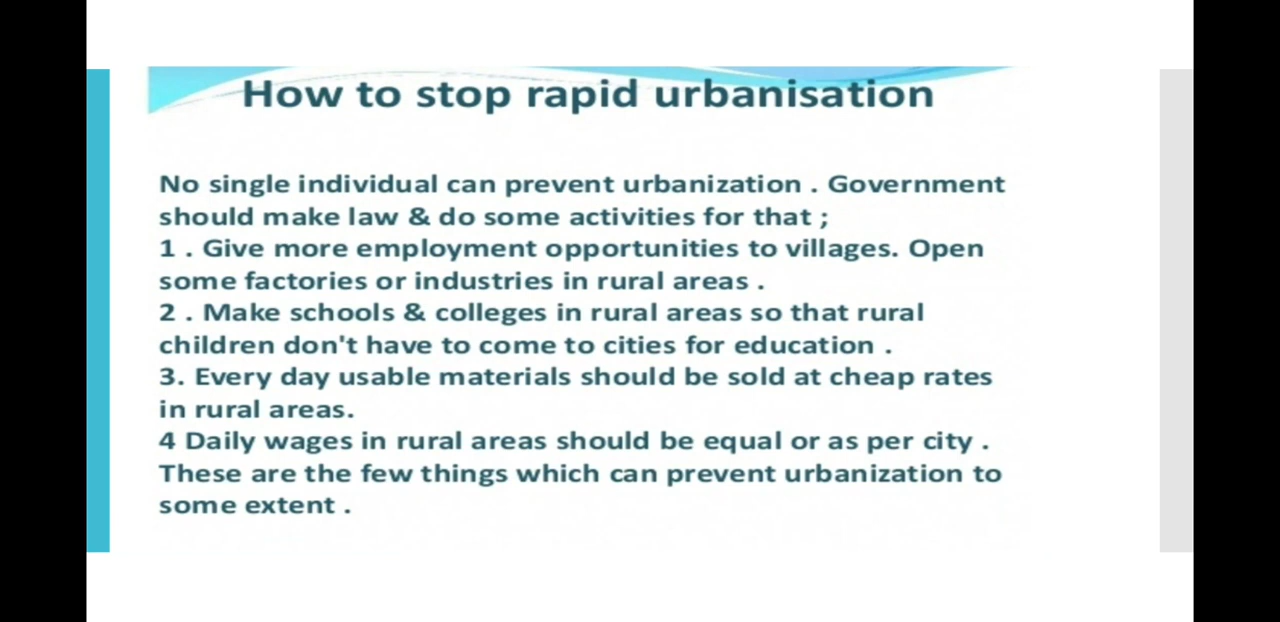 How to stop rapid urbanisation
No single individual can prevent urbanization . Government
should make law & do some activities for that ;
1 . Give more employment opportunities to villages. Open
some factories or industries in rural areas .
2 . Make schools & colleges in rural areas so that rural
children don't have to come to cities for education .
3. Every day usable materials should be sold at cheap rates
in rural areas.
4 Daily wages in rural areas should be equal or as per city .
These are the few things which can prevent urbanization to
some extent .